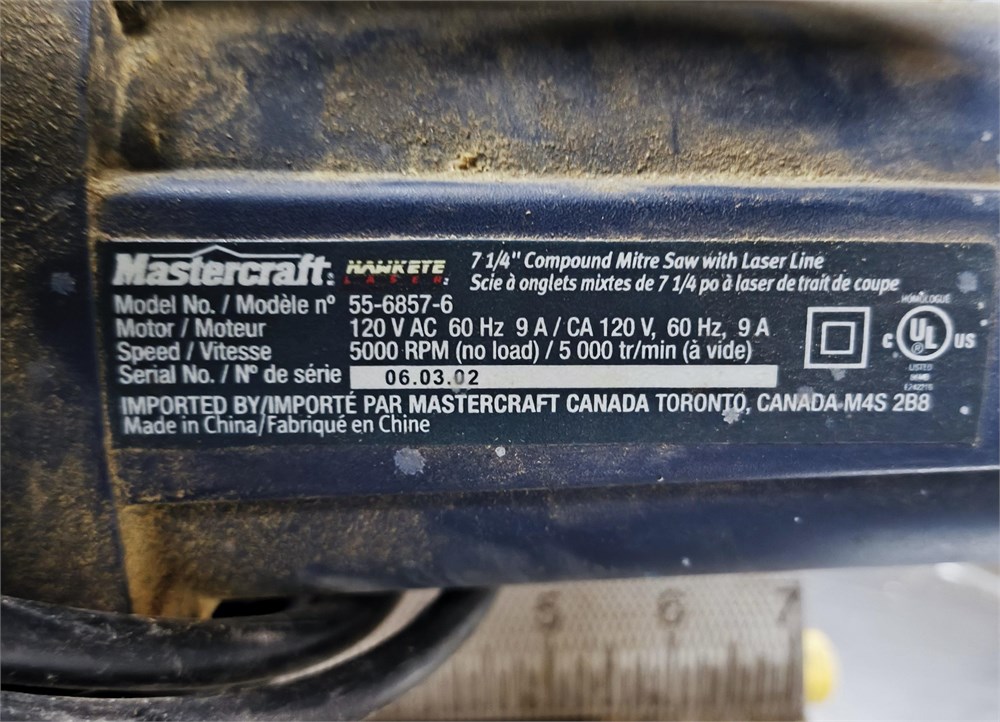 Mastercraft
HAWKEYE
LASER
7 1/4" Compound Mitre Saw with Laser Line
Scie à onglets mixtes de 7 1/4 po à laser de trait de coupe
Model No. / Modèle nº 55-6857-6
Motor / Moteur 120 V AC 60 Hz 9 A / CA 120 V, 60 Hz, 9 A
Speed / Vitesse 5000 RPM (no load) / 5 000 tr/min (à vide)
Serial No. / Nº de série 06.03.02
IMPORTED BY/IMPORTÉ PAR MASTERCRAFT CANADA TORONTO, CANADA M4S 2B8
Made in China/Fabriqué en Chine
HOMOLOGUÉ
c UL ® US
LISTED
5 6 7